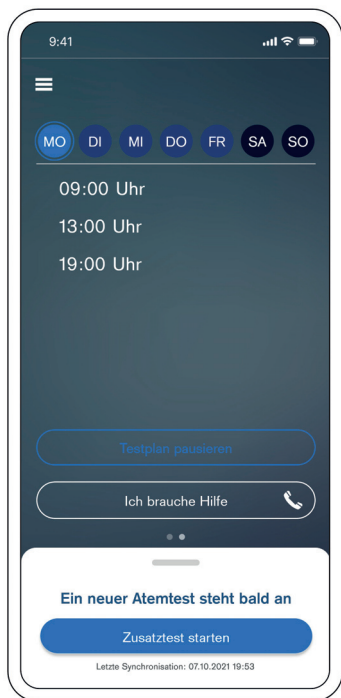 9:41
MO DI MI DO FR SA SO
09:00 Uhr
13:00 Uhr
19:00 Uhr
Testplan pausieren
Ich brauche Hilfe
Ein neuer Atemtest steht bald an
Zusatztest starten
Letzte Synchronisation: 07.10.2021 19:53